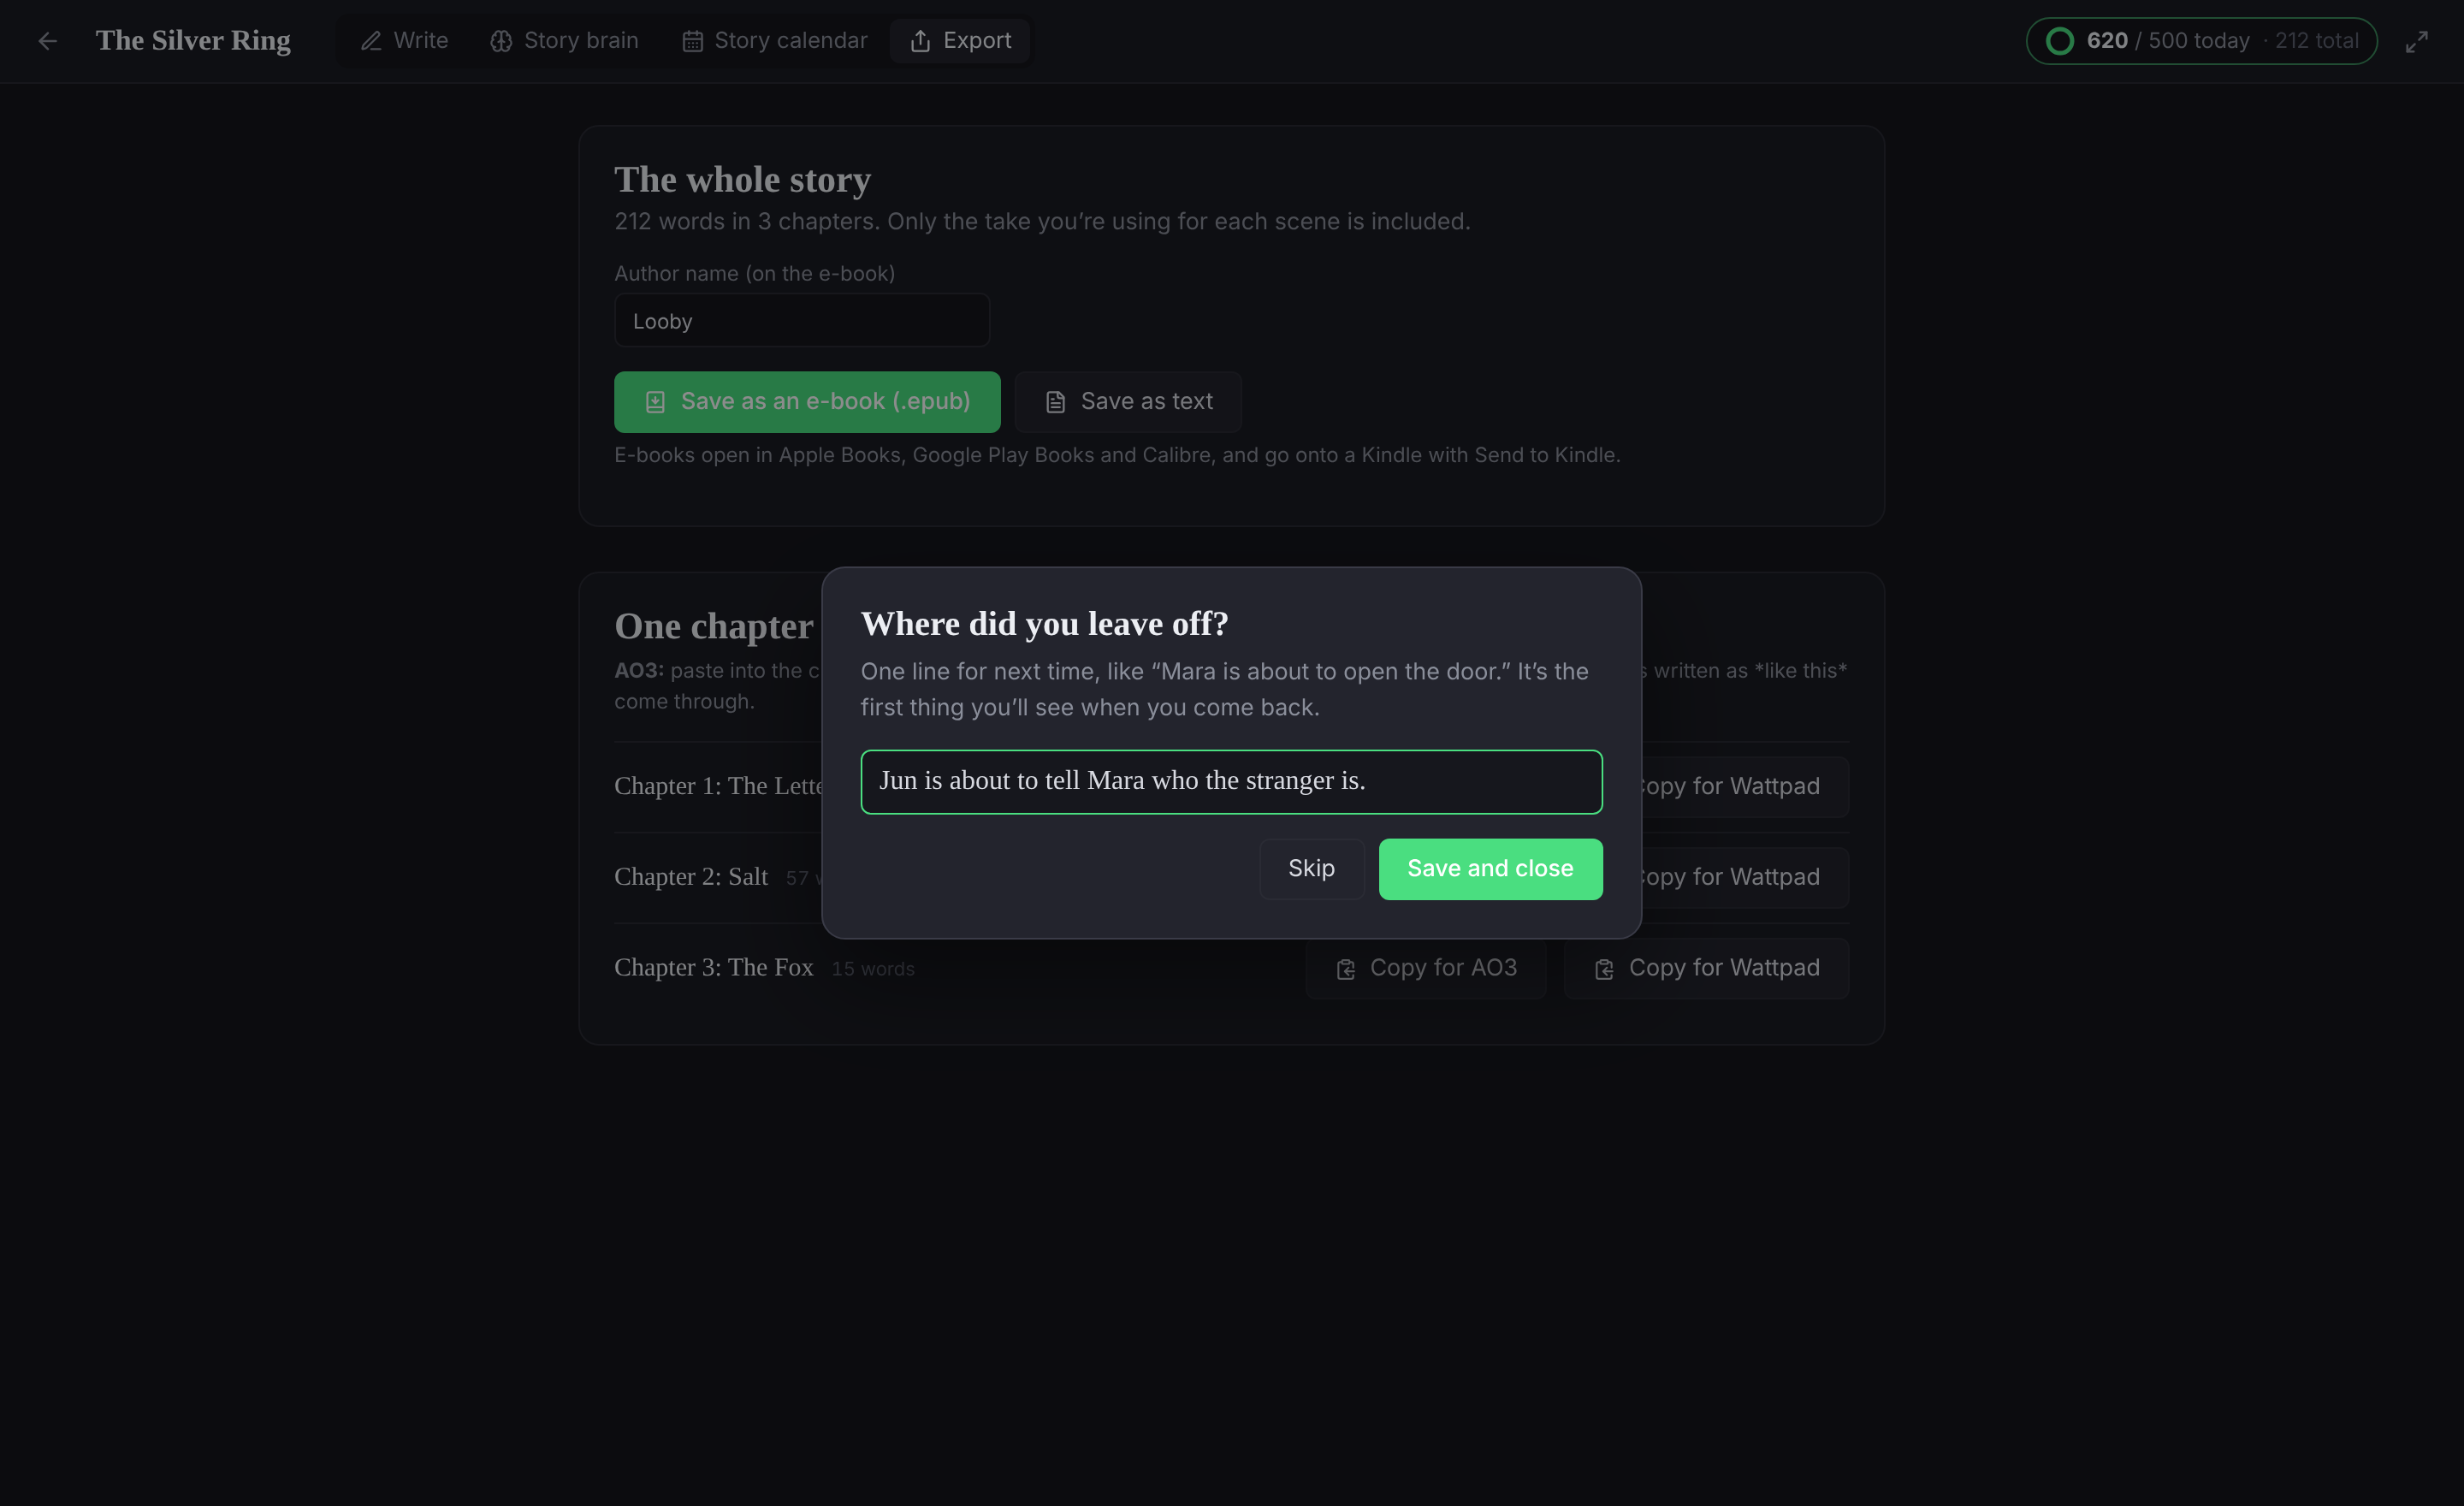 The Silver Ring
Write
Story brain
Story calendar
Export
620 / 500 today · 212 total
The whole story
212 words in 3 chapters. Only the take you’re using for each scene is included.
Author name (on the e-book)
Looby
Save as an e-book (.epub)
Save as text
E-books open in Apple Books, Google Play Books and Calibre, and go onto a Kindle with Send to Kindle.
One chapter
AO3: paste into the
written as *like this*
come through.
Where did you leave off?
One line for next time, like “Mara is about to open the door.” It’s the
first thing you’ll see when you come back.
Jun is about to tell Mara who the stranger is.
Skip
Save and close
Chapter 1: The
for Wattpad
Chapter 2: Salt 57
for Wattpad
Chapter 3: The Fox 15 words
Copy for AO3
Copy for Wattpad